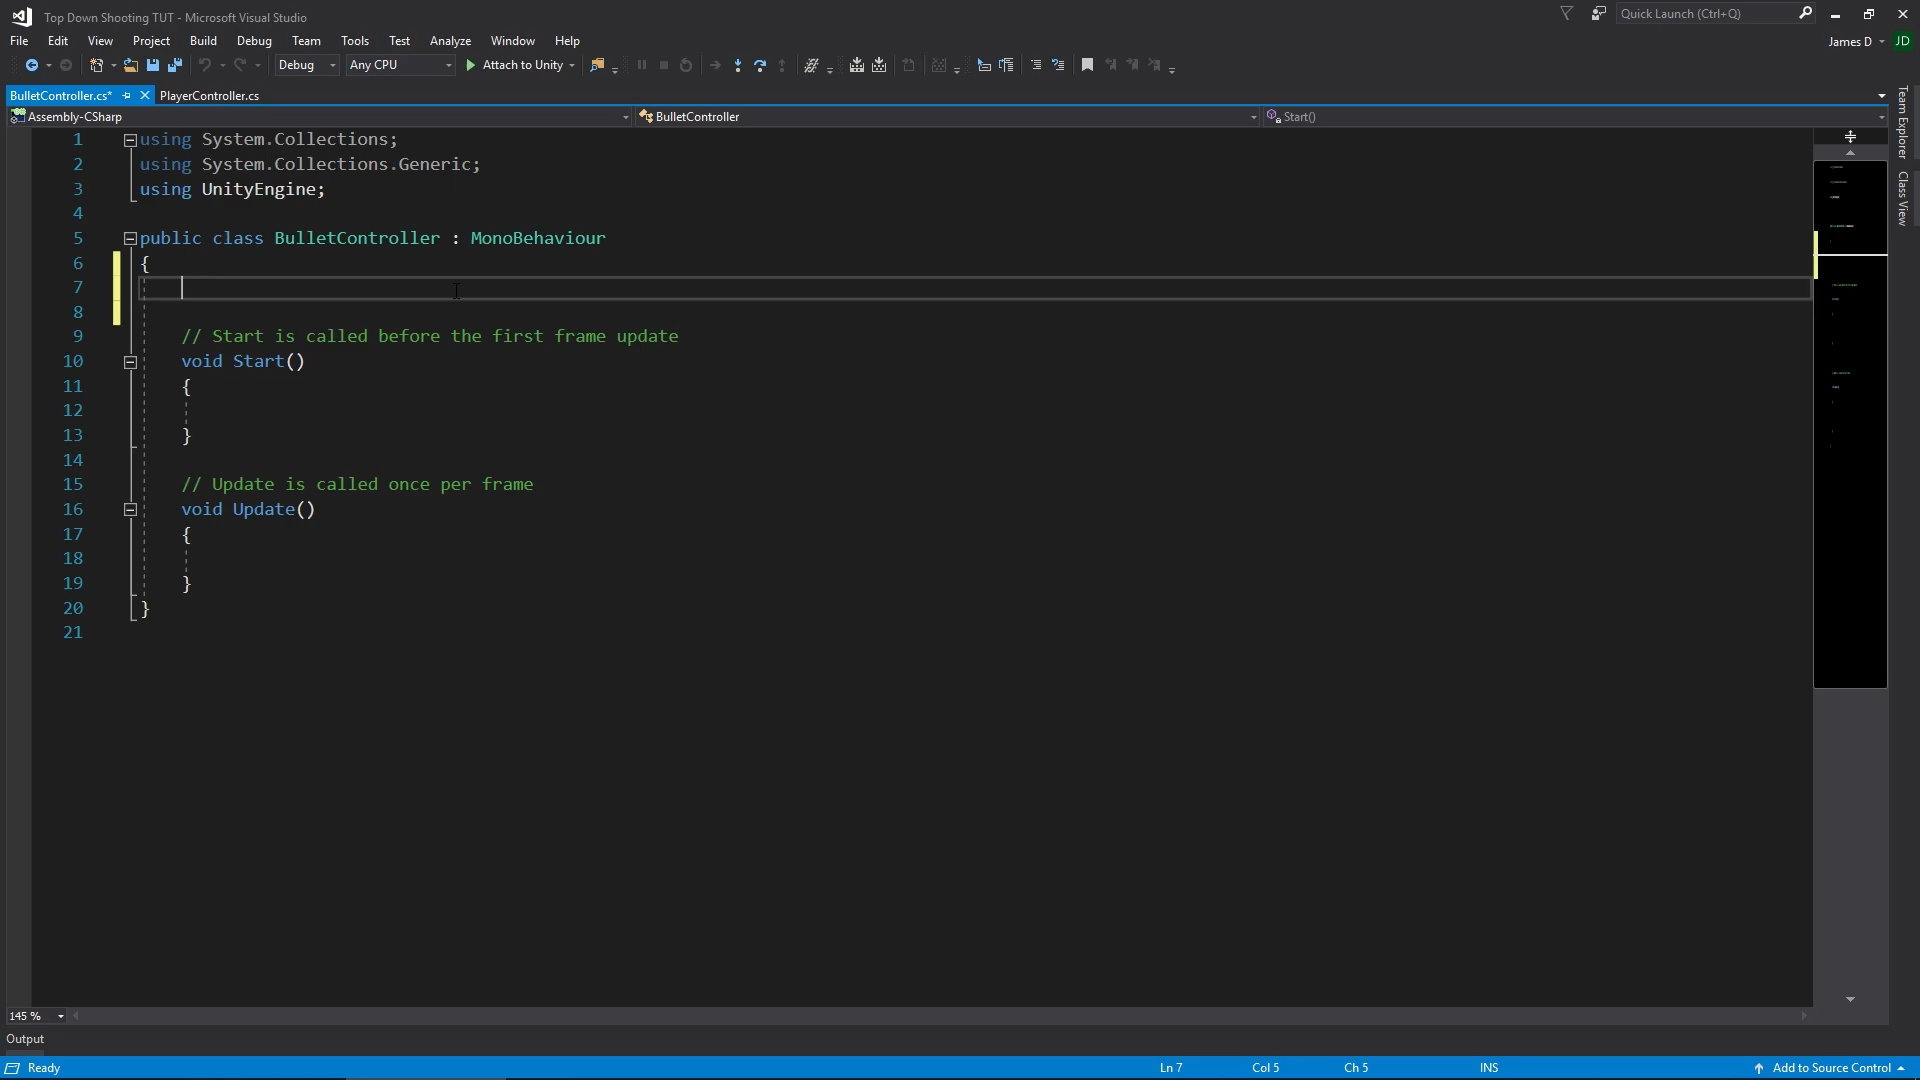 Top Down Shooting TUT - Microsoft Visual Studio
Quick Launch (Ctrl+Q)
File Edit View Project Build Debug Team Tools Test Analyze Window Help
James D JD
Debug Any CPU Attach to Unity
BulletController.cs* PlayerController.cs
Assembly-CSharp BulletController Start()
Team Explorer
Class View
1 using System.Collections;
2 using System.Collections.Generic;
3 using UnityEngine;
4
5 public class BulletController : MonoBehaviour
6 {
7
8
9 // Start is called before the first frame update
10 void Start()
11 {
12
13 }
14
15 // Update is called once per frame
16 void Update()
17 {
18
19 }
20 }
21
145 %
Output
Ready Ln 7 Col 5 Ch 5 INS Add to Source Control